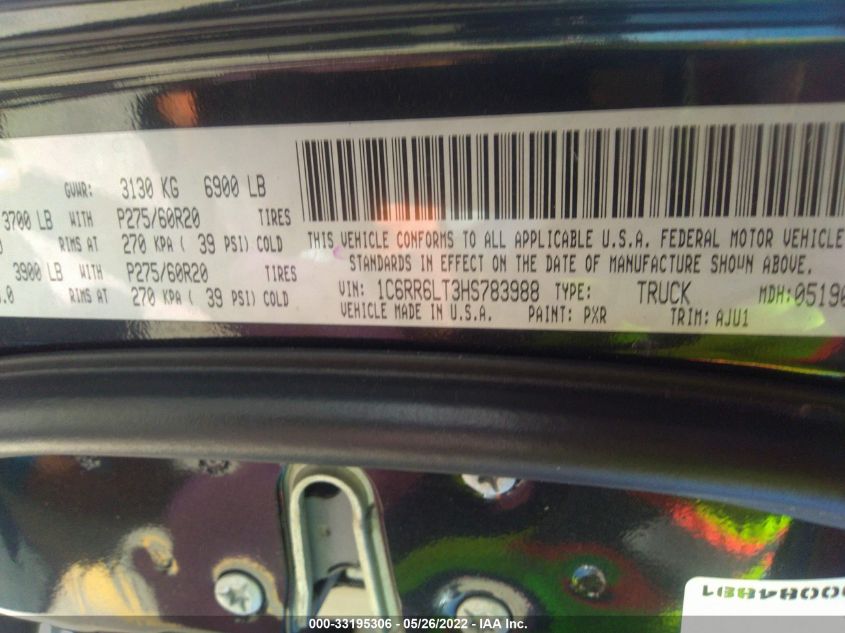 GVWR: 3130 KG 6900 LB
3700 LB WITH P275/60R20 TIRES
RIMS AT 270 KPA ( 39 PSI) COLD
3900 LB WITH P275/60R20 TIRES
.0 RIMS AT 270 KPA ( 39 PSI) COLD
THIS VEHICLE CONFORMS TO ALL APPLICABLE U.S.A. FEDERAL MOTOR VEHICLE
STANDARDS IN EFFECT ON THE DATE OF MANUFACTURE SHOWN ABOVE.
VIN: 1C6RR6LT3HS783988 TYPE: TRUCK MDH: 05190
VEHICLE MADE IN U.S.A. PAINT: PXR TRIM: AJU1
000-33195306 - 05/26/2022 - IAA Inc.